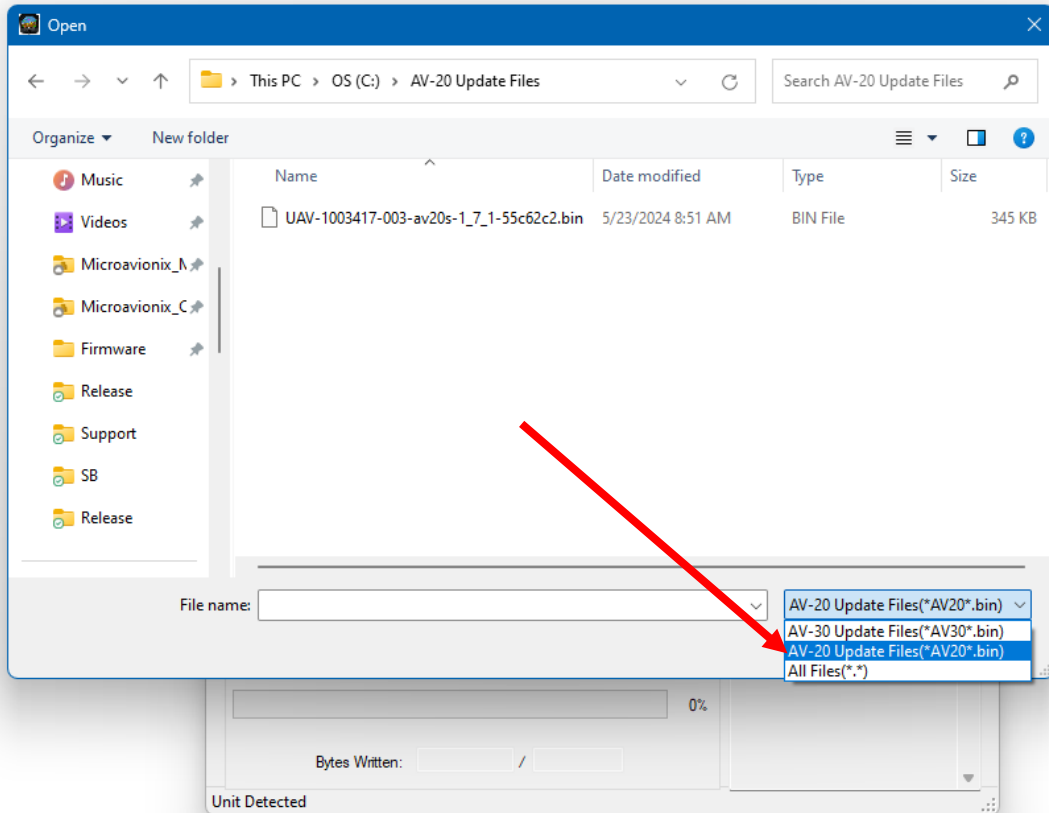 Open
This PC > OS (C:) > AV-20 Update Files
Search AV-20 Update Files
Organize
New folder
Name
Date modified
Type
Size
Music
Videos
Microavionix_
Microavionix_C
Firmware
Release
Support
SB
Release
UAV-1003417-003-av20s-1_7_1-55c62c2.bin 5/23/2024 8:51 AM BIN File 345 KB
File name:
AV-20 Update Files(*AV20*.bin)
AV-30 Update Files(*AV30*.bin)
AV-20 Update Files(*AV20*.bin)
All Files(*.*)
0%
Bytes Written: /
Unit Detected